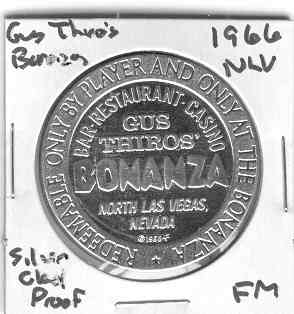 Gus Thiro's
Bonanza
1966
NLV
REDEEMABLE ONLY BY PLAYER AND ONLY AT THE BONANZA
BAR-RESTAURANT-CASINO
GUS
THIROS'
BONANZA
NORTH LAS VEGAS,
NEVADA
Silver
Clad
Proof
FM